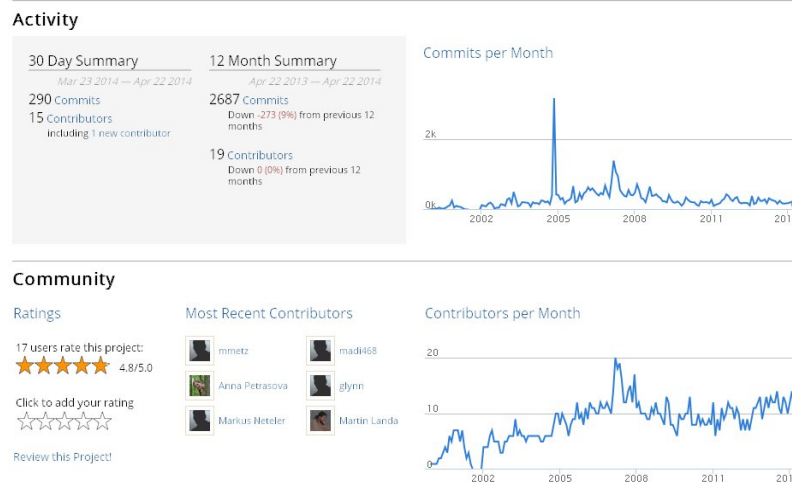 Activity
30 Day Summary
Mar 23 2014 — Apr 22 2014
290 Commits
15 Contributors
including 1 new contributor
12 Month Summary
Apr 22 2013 — Apr 22 2014
2687 Commits
Down -273 (9%) from previous 12
months
19 Contributors
Down 0 (0%) from previous 12
months
Commits per Month
2k
0k
2002 2005 2008 2011 201
Community
Ratings
17 users rate this project:
4.8/5.0
Click to add your rating
Review this Project!
Most Recent Contributors
mmetz
madi468
Anna Petrasova
glynn
Markus Neteler
Martin Landa
Contributors per Month
20
10
0
2002 2005 2008 2011 201